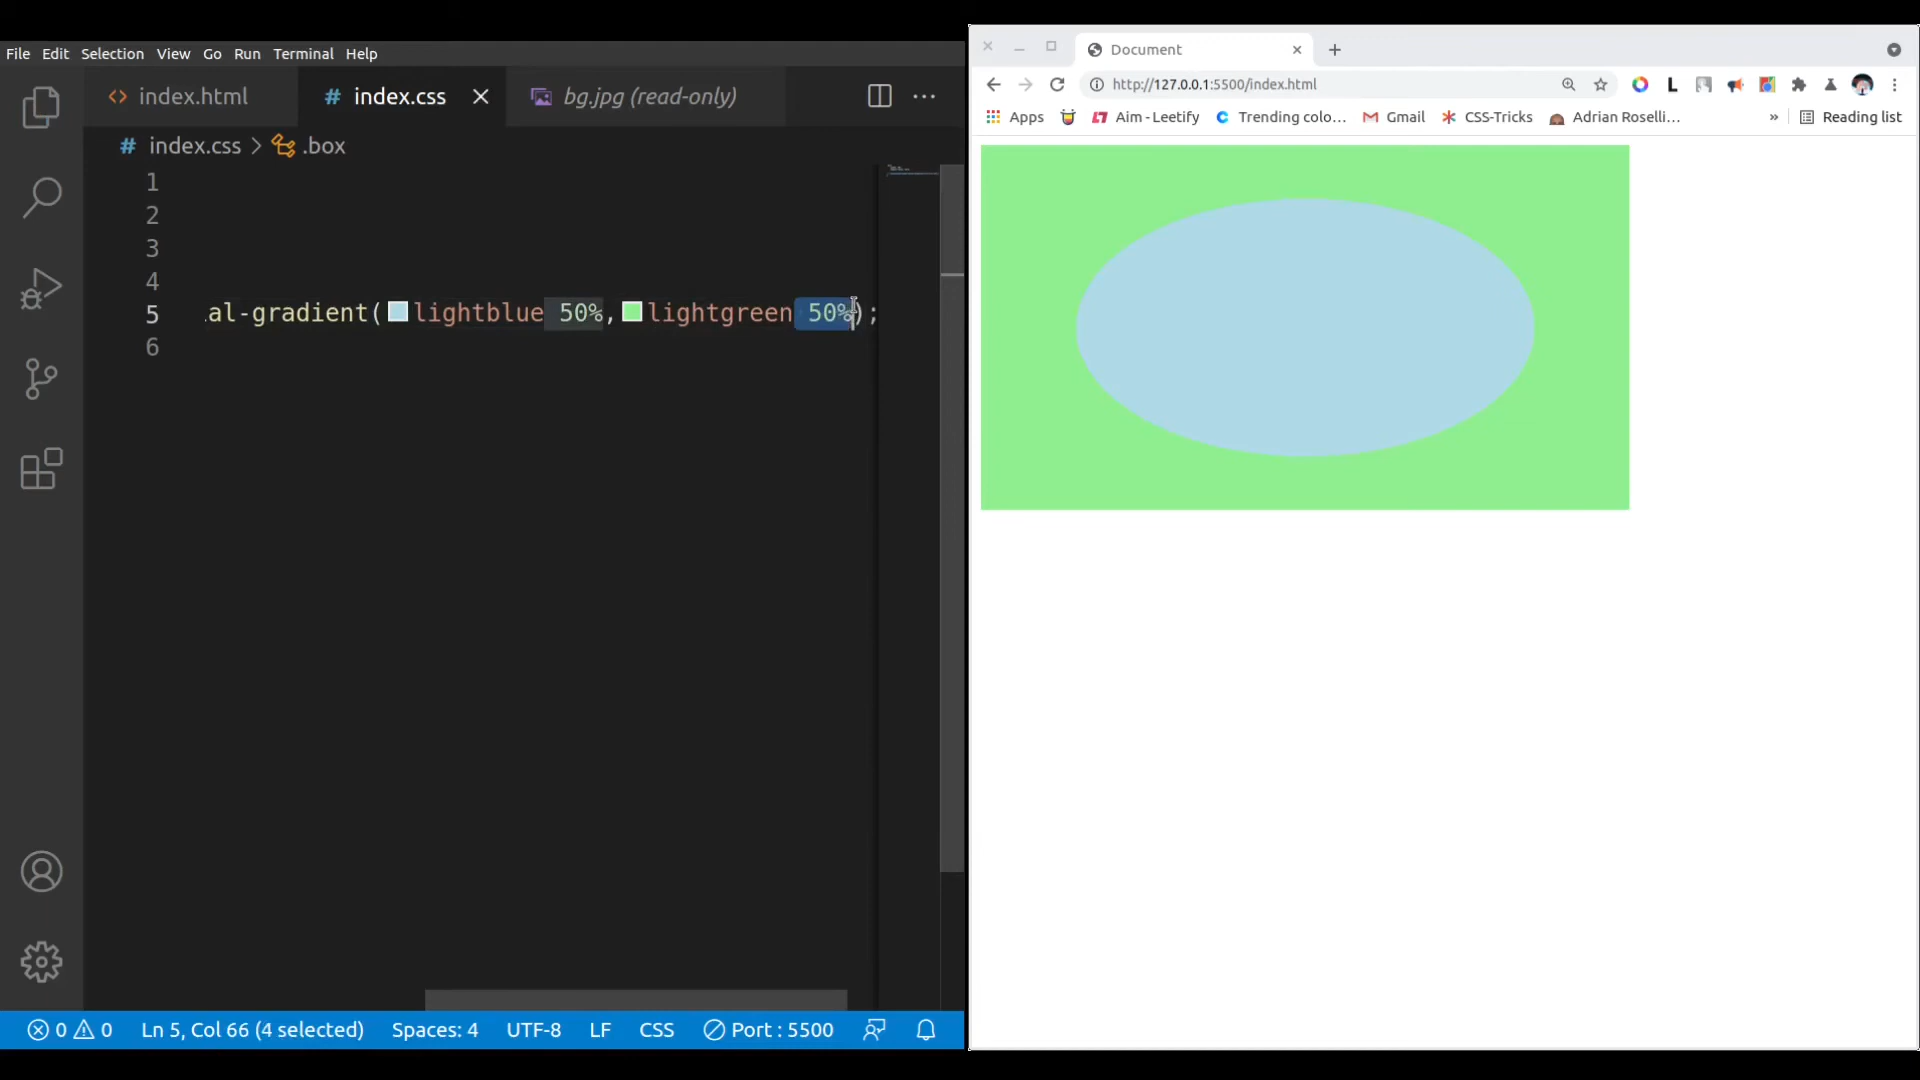 File Edit Selection View Go Run Terminal Help
index.html
# index.css
bg.jpg (read-only)
# index.css > .box
1
2
3
4
5 al-gradient( lightblue 50%, lightgreen 50%);
6
0 0 Ln 5, Col 66 (4 selected) Spaces: 4 UTF-8 LF CSS Port : 5500
Document
http://127.0.0.1:5500/index.html
L
Apps Aim - Leetify Trending colo... Gmail CSS-Tricks Adrian Roselli... » Reading list